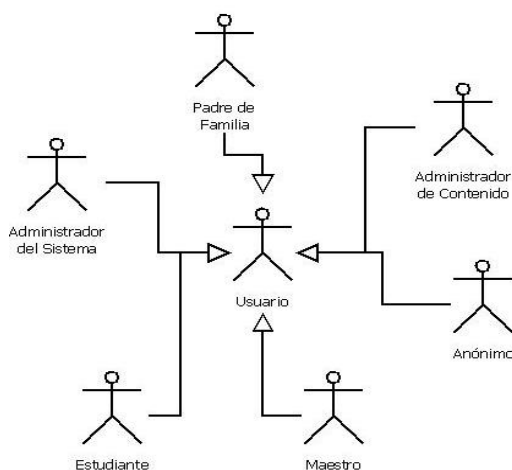 Padre de
Familia
Administrador
de Contenido
Administrador
del Sistema
Usuario
Anónimo
Estudiante
Maestro